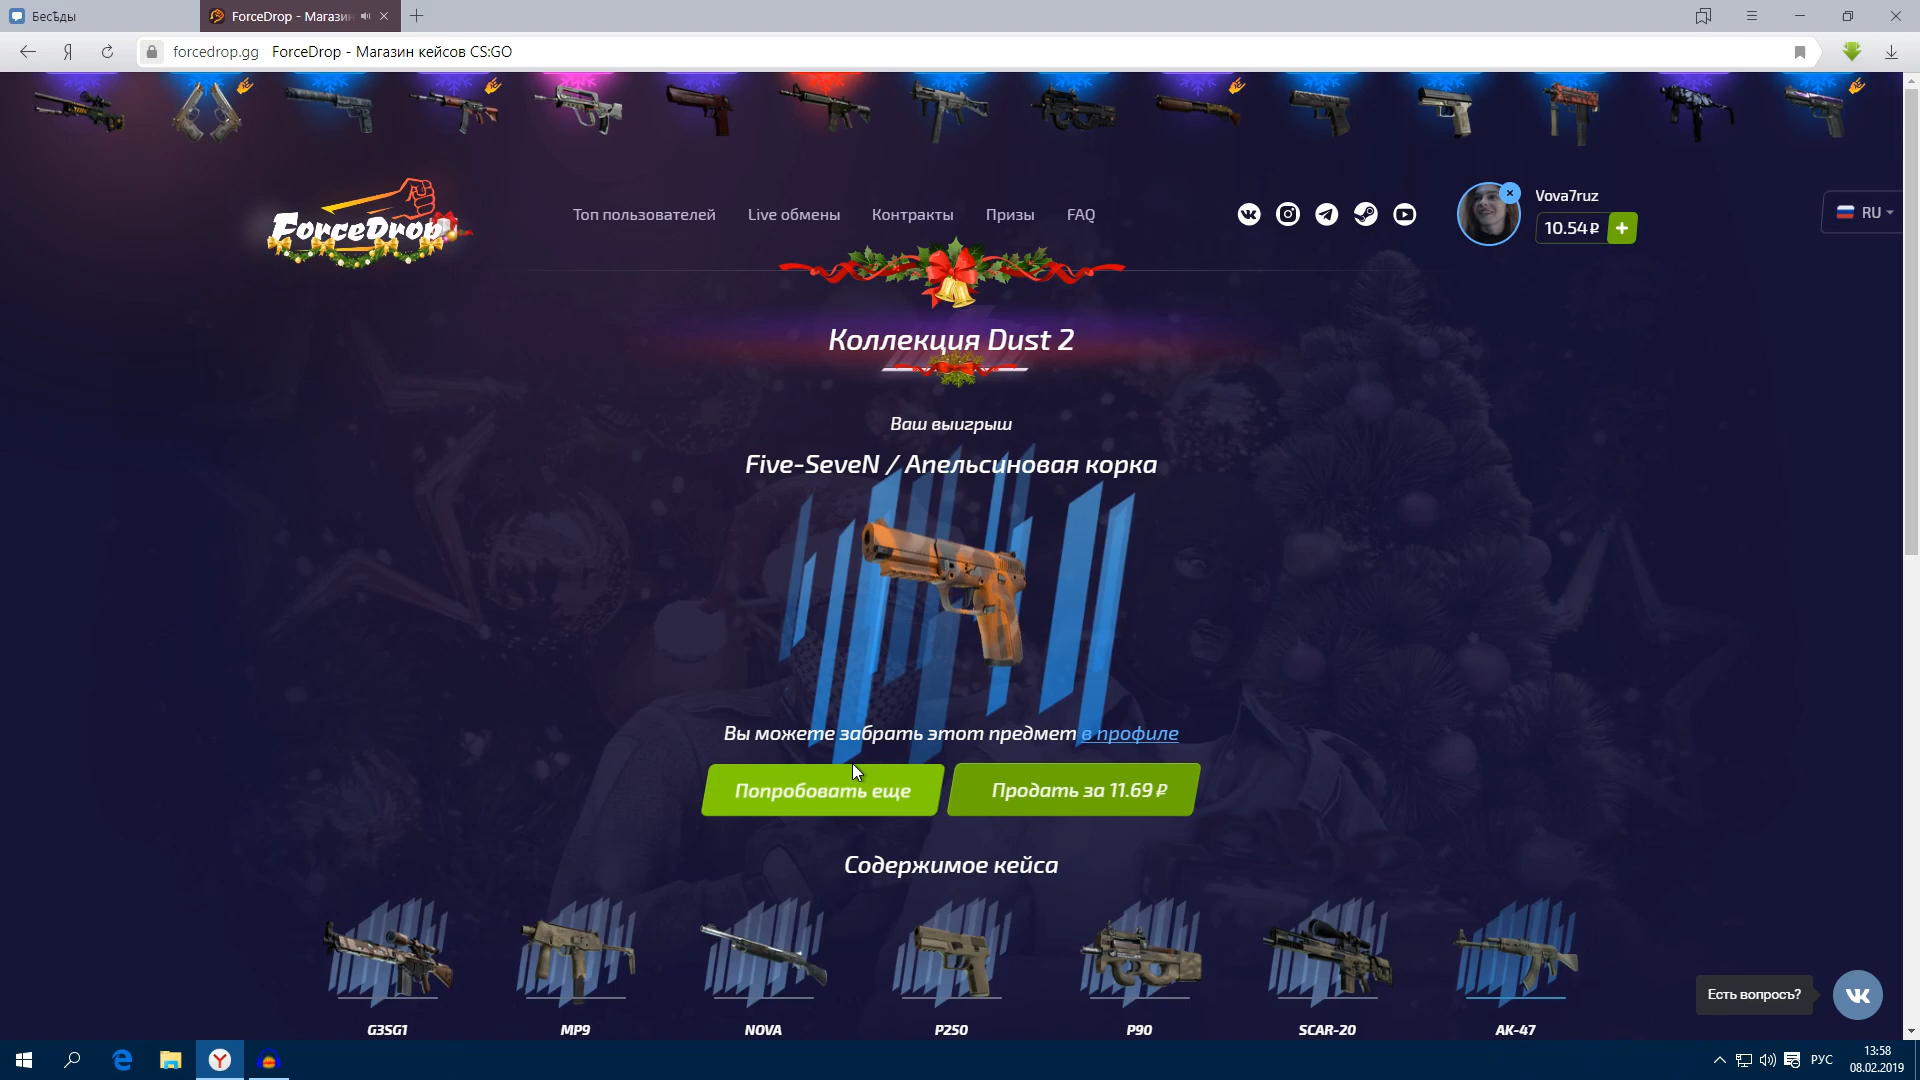 БесѢды
ForceDrop - Магазин
forcedrop.gg ForceDrop - Магазин кейсов CS:GO
ForceDrop
Топ пользователей
Live обмены
Контракты
Призы
FAQ
Vova7ruz
10.54₽
+
RU
Коллекция Dust 2
Ваш выигрыш
Five-SeveN / Апельсиновая корка
Вы можете забрать этот предмет в профиле
Попробовать еще
Продать за 11.69₽
Содержимое кейса
G3SG1
MP9
NOVA
P250
P90
SCAR-20
AK-47
Есть вопросъ?
РУС
13:58
08.02.2019